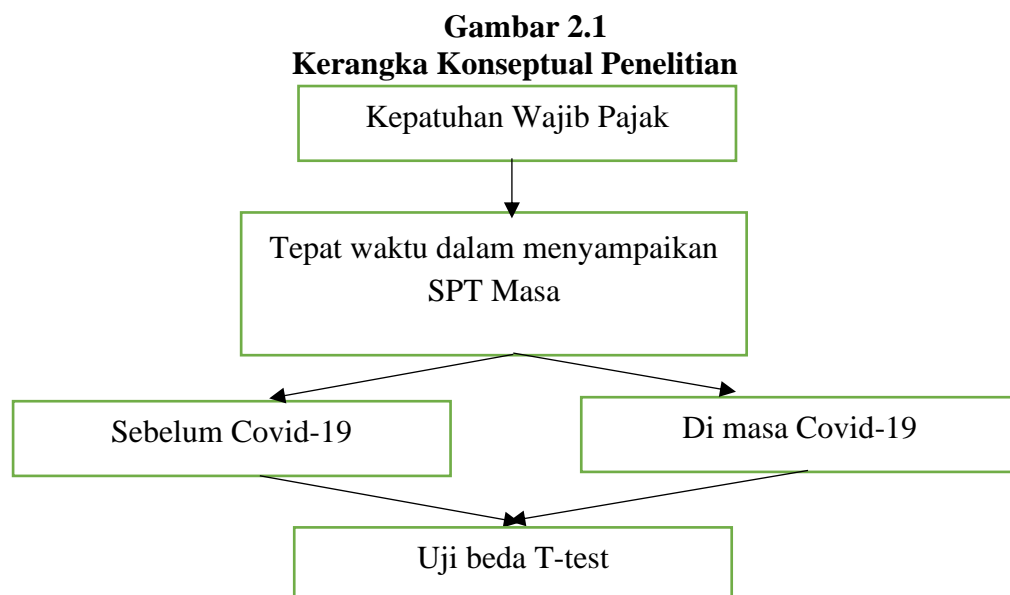 Gambar 2.1
Kerangka Konseptual Penelitian
Kepatuhan Wajib Pajak
Tepat waktu dalam menyampaikan
SPT Masa
Sebelum Covid-19
Di masa Covid-19
Uji beda T-test